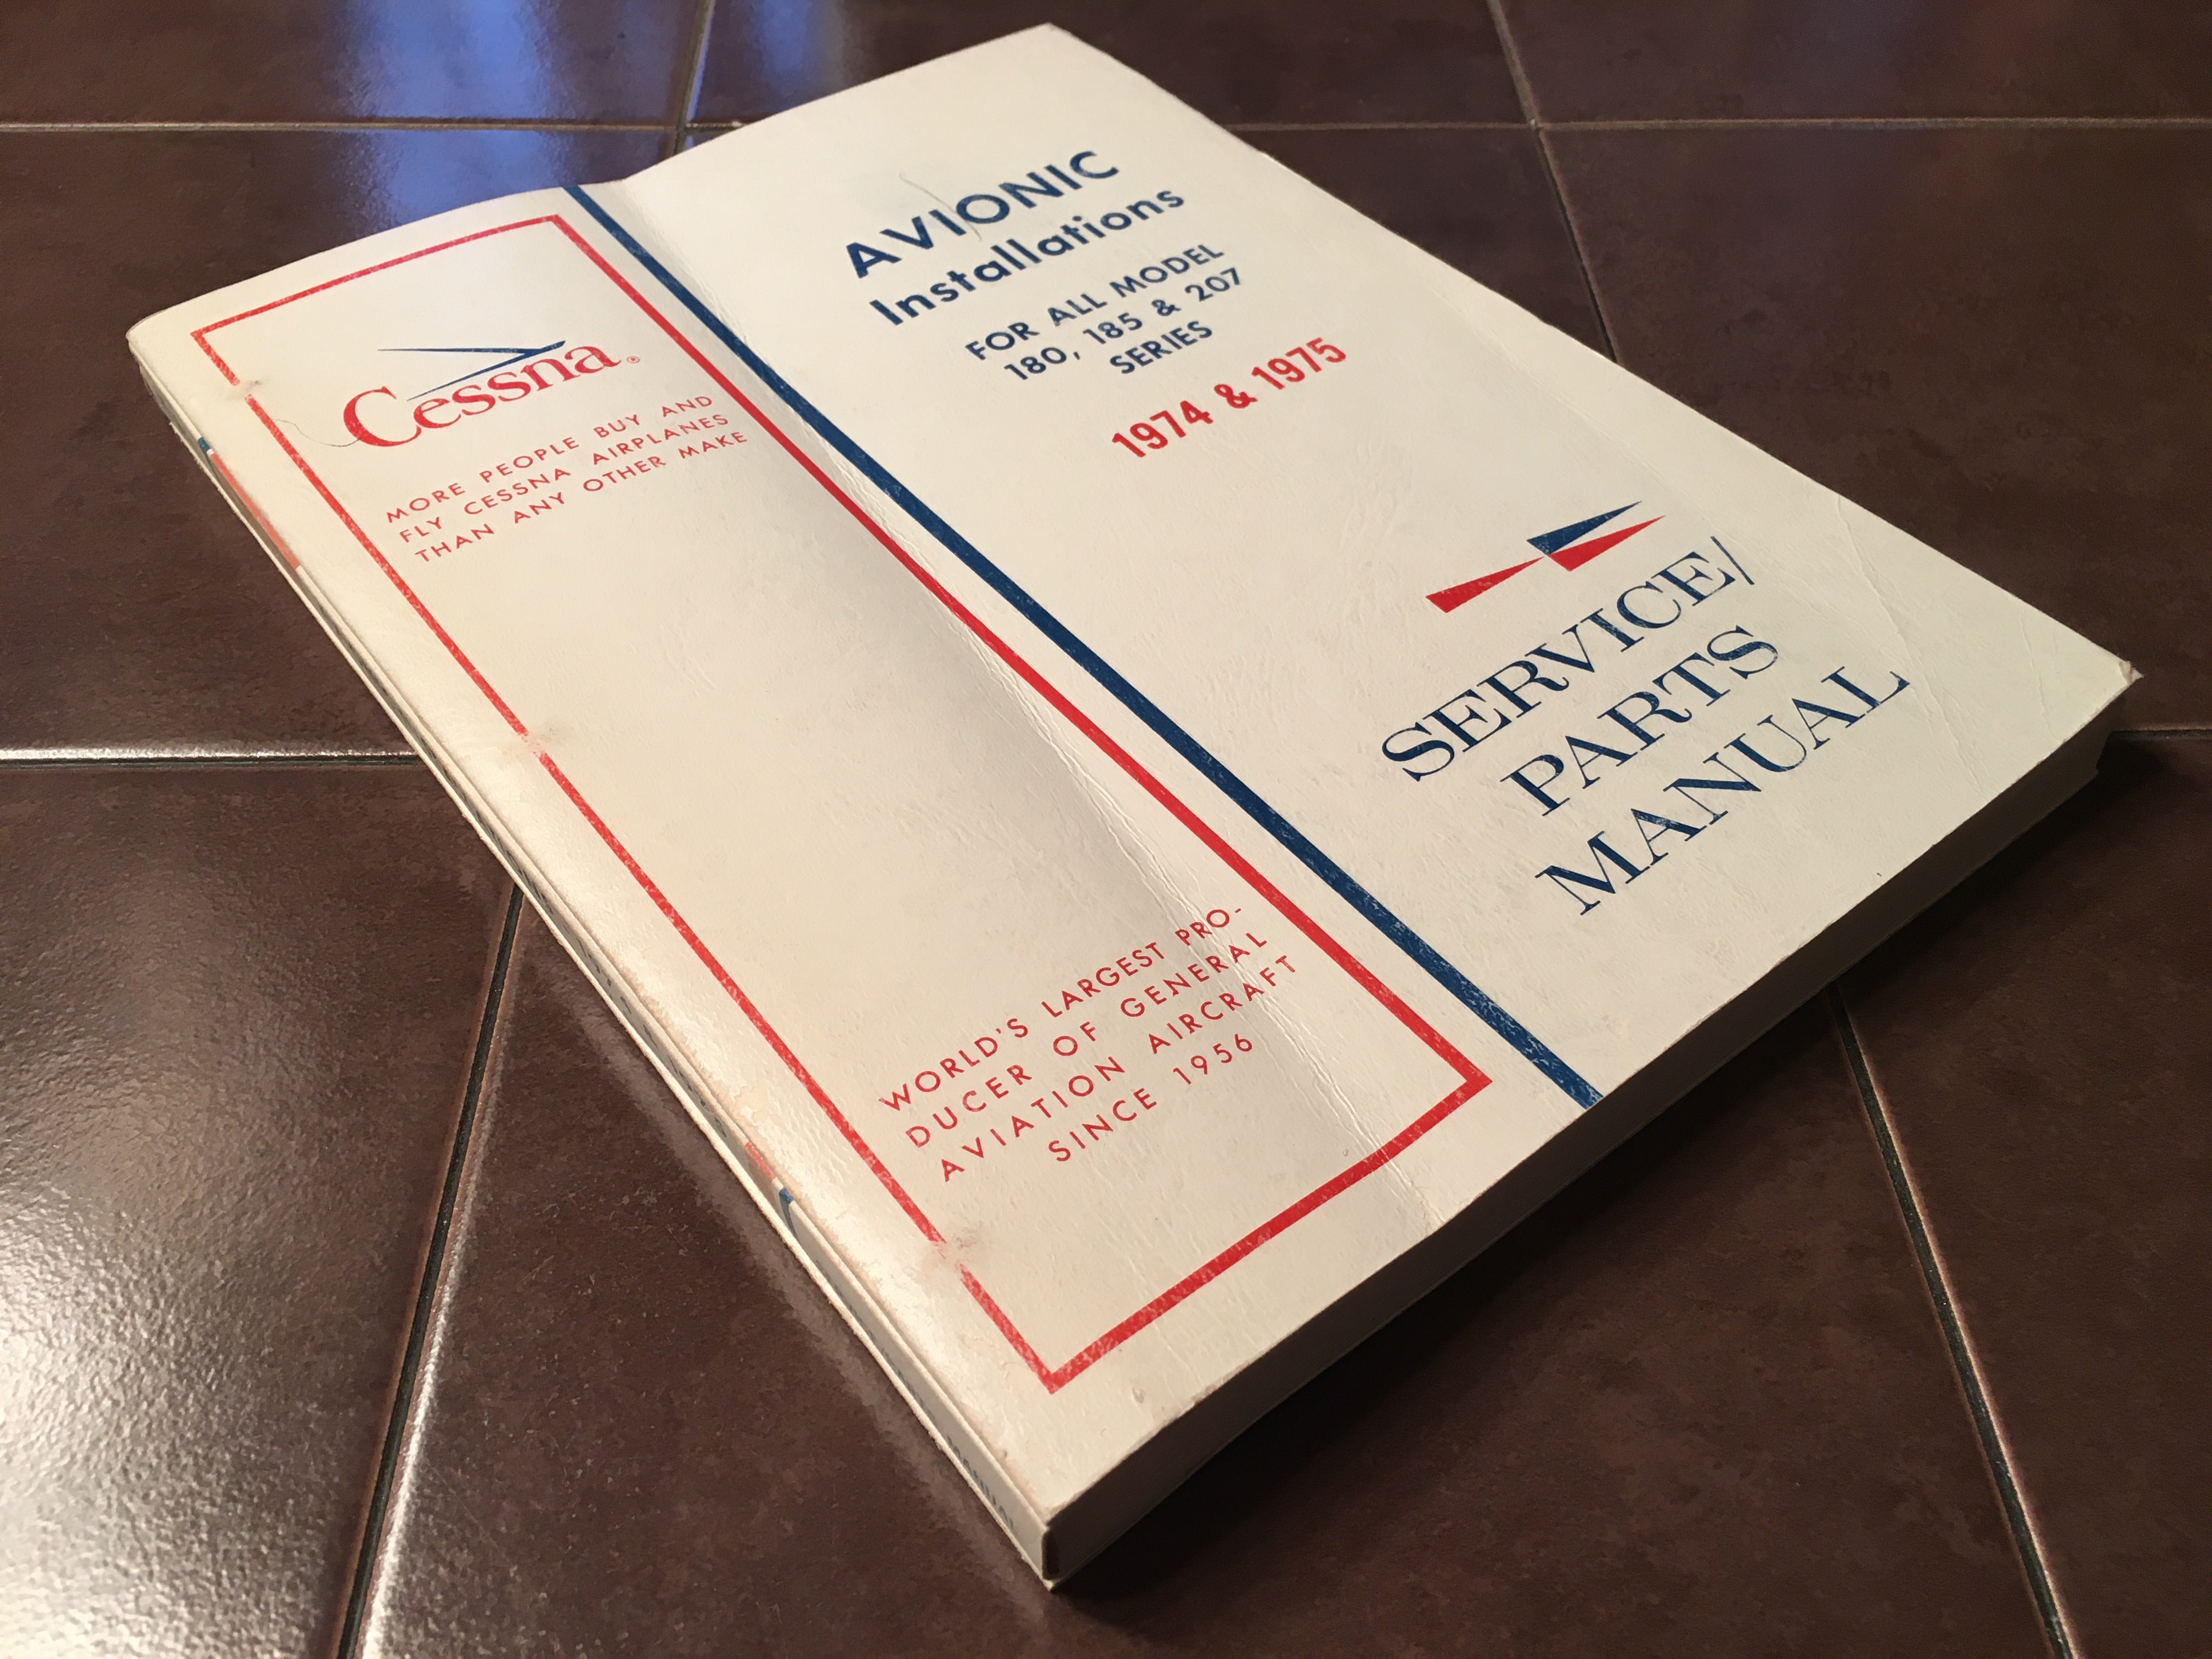 Cessna®
MORE PEOPLE BUY AND
FLY CESSNA AIRPLANES
THAN ANY OTHER MAKE
WORLD'S LARGEST PRO-
DUCER OF GENERAL
AVIATION AIRCRAFT
SINCE 1956
AVIONIC
Installations
FOR ALL MODEL
180, 185 & 207
SERIES
1974 & 1975
SERVICE/
PARTS
MANUAL